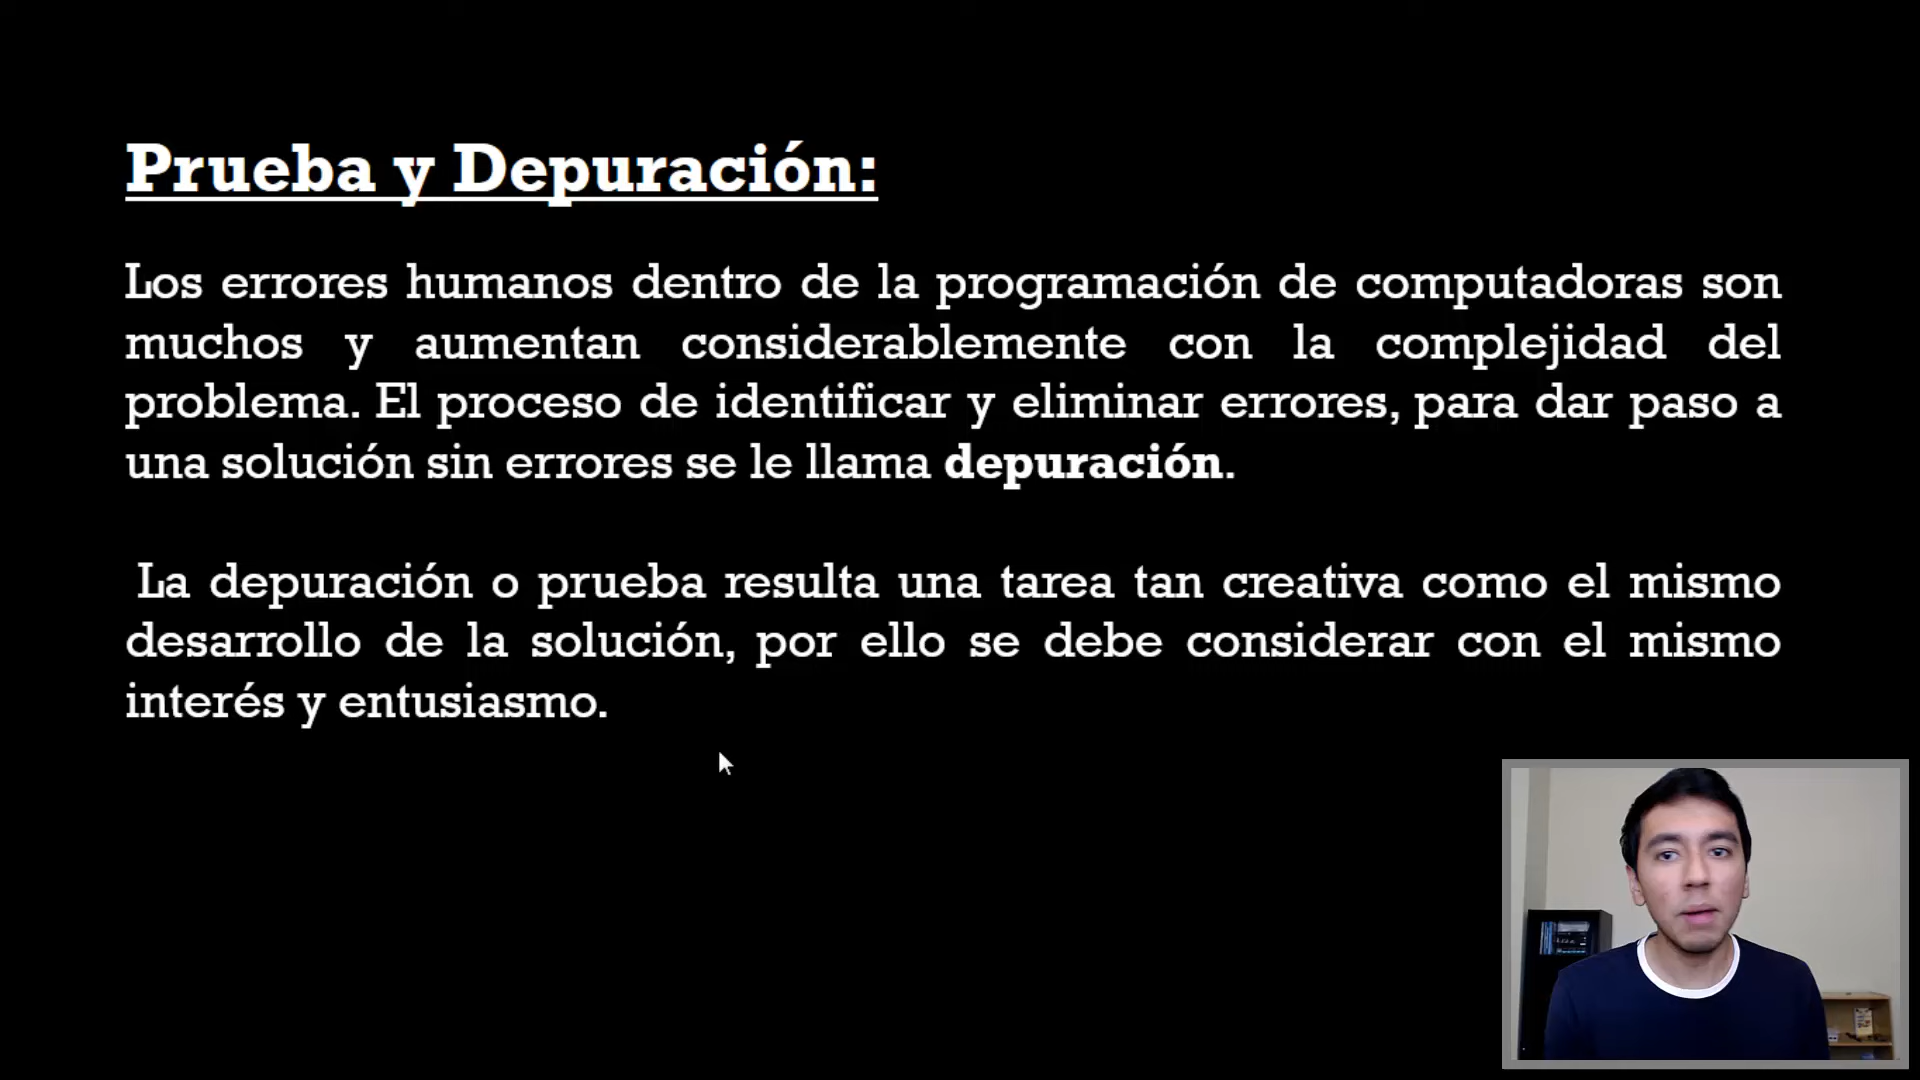 Prueba y Depuración:
Los errores humanos dentro de la programación de computadoras son
muchos y aumentan considerablemente con la complejidad del
problema. El proceso de identificar y eliminar errores, para dar paso a
una solución sin errores se le llama depuración.
La depuración o prueba resulta una tarea tan creativa como el mismo
desarrollo de la solución, por ello se debe considerar con el mismo
interés y entusiasmo.